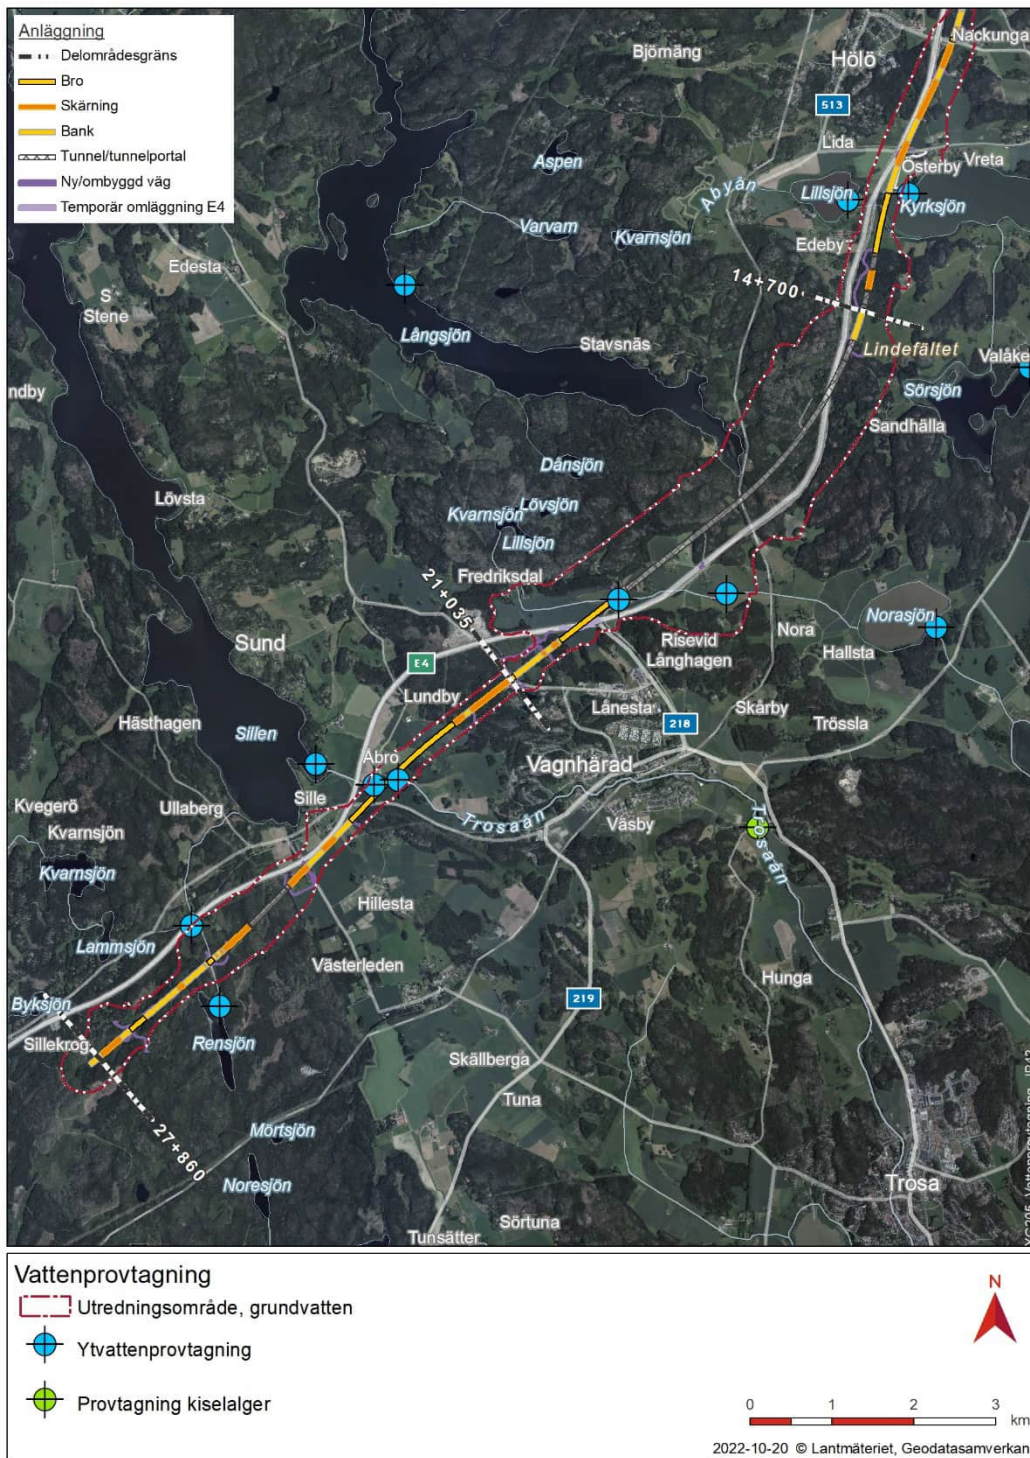 Anläggning
Delområdesgräns
Bro
Skärning
Bank
Tunnel/tunnelportal
Ny/ombyggd väg
Temporär omläggning E4
Björnäng
Hölö
Nackunga
513
Lida
Aspen
Åbyån
Lillsjön
Österby
Vreta
Kyrksjön
Varvam
Kvarnsjön
Edeby
Edesta
S
Stene
14+700
Långsjön
Stavsnäs
Lindefältet
Valåke
Sörsjön
ndby
Sandhälla
Dånsjön
Lövsta
Lövsjön
Kvarnsjön
Lillsjön
Fredriksdal
21+035
Norasjön
Sund
Risevid
Nora
Hallsta
E4
Långhagen
Lundby
Lånesta
Skårby
Hästhagen
218
Trössla
Sillen
Åbro
Vagnhärad
Kvegerö
Ullaberg
Sille
Kvarnsjön
Trosaån
Väsby
Trosaån
Kvarnsjön
Hillesta
Lammsjön
Västerleden
Hunga
Byksjön
219
Sillekrog
Rensjön
Skällberga
Tuna
27+860
Mörtsjön
Noresjön
Trosa
Sörtuna
Tunsätter
Vattenprovtagning
Utredningsområde, grundvatten
Ytvattenprovtagning
Provtagning kiselalger
N
0 1 2 3
km
2022-10-20 © Lantmäteriet, Geodatasamverkan